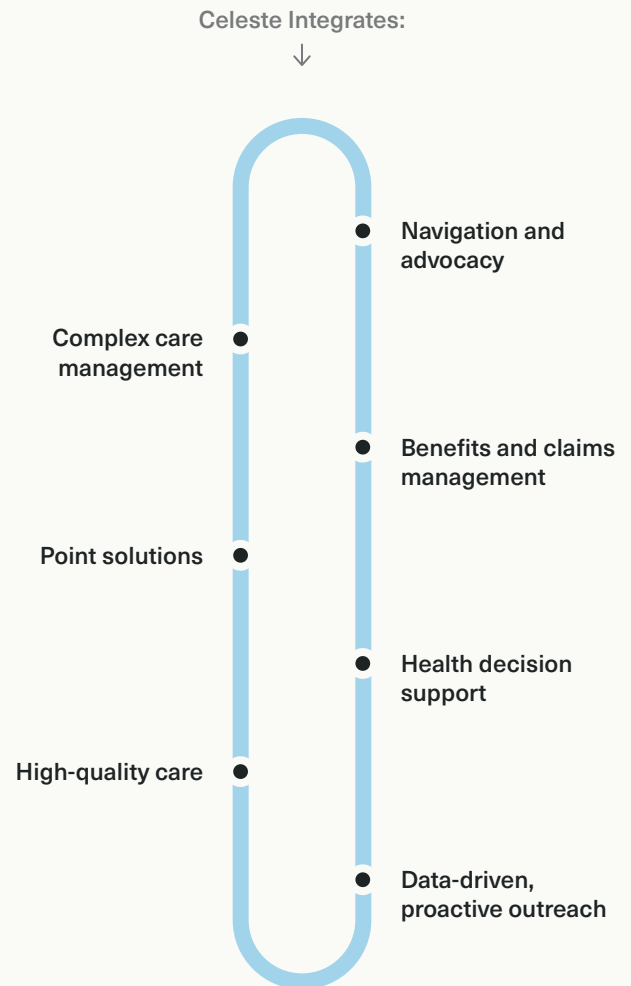 Celeste Integrates:
Navigation and
advocacy
Complex care
management
Benefits and claims
management
Point solutions
Health decision
support
High-quality care
Data-driven,
proactive outreach